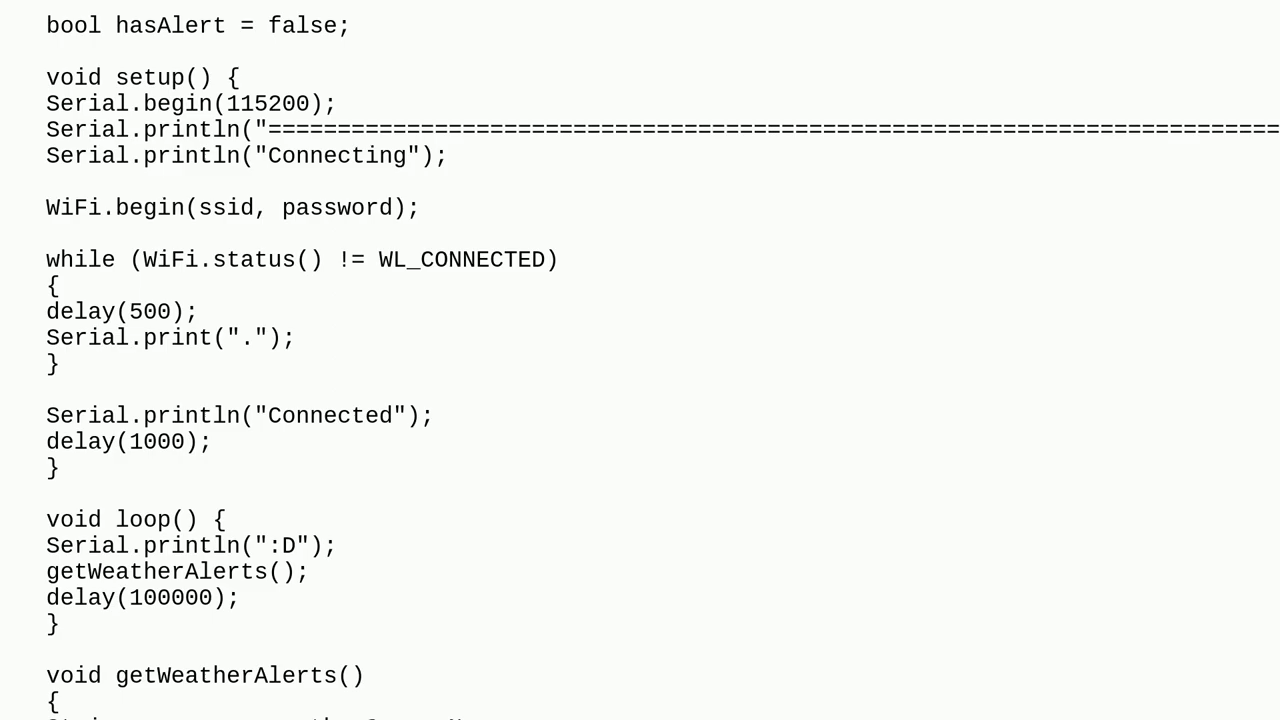 bool hasAlert = false;
void setup() {
Serial.begin(115200);
Serial.println("=========================================================================
Serial.println("Connecting");
WiFi.begin(ssid, password);
while (WiFi.status() != WL_CONNECTED)
{
delay(500);
Serial.print(".");
}
Serial.println("Connected");
delay(1000);
}
void loop() {
Serial.println(":D");
getWeatherAlerts();
delay(100000);
}
void getWeatherAlerts()
{